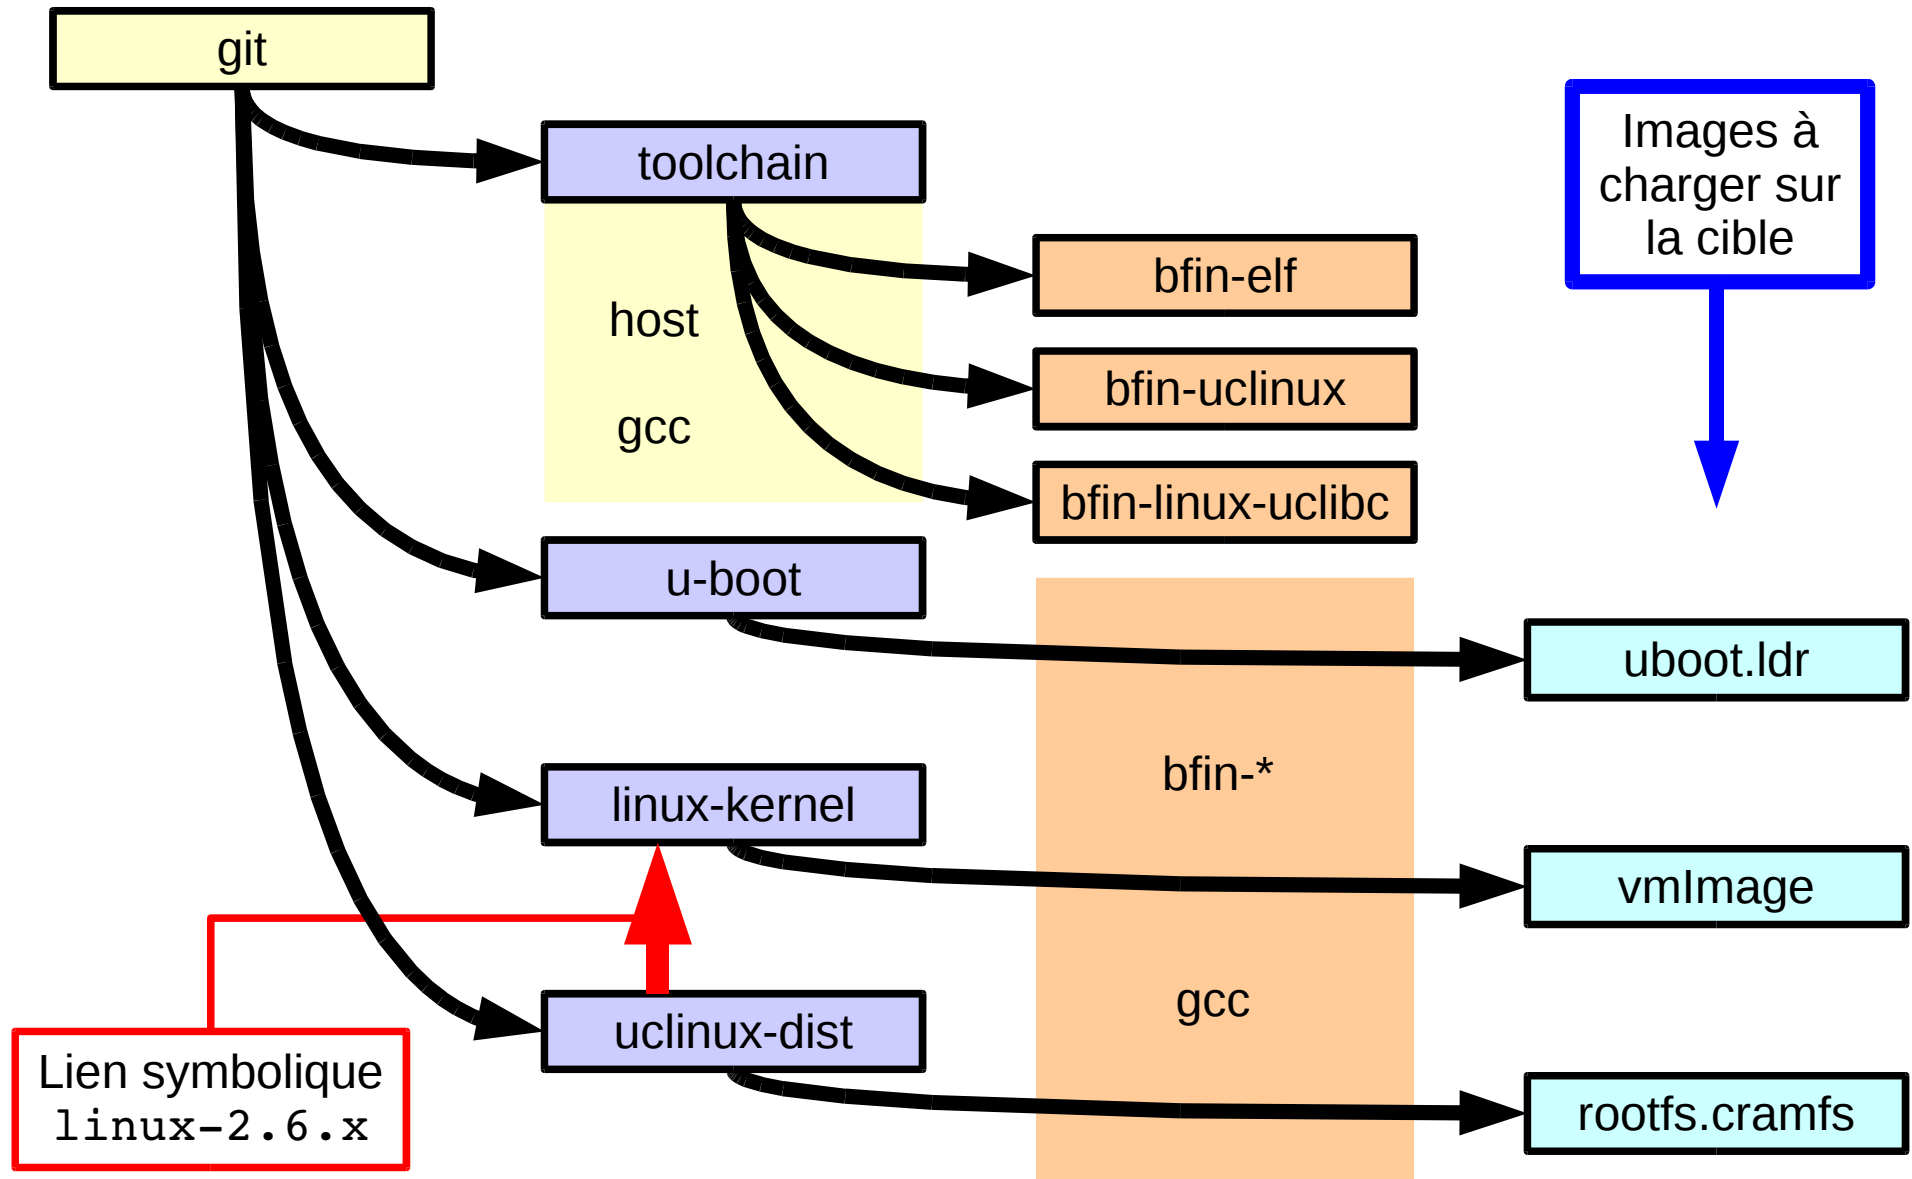 git
toolchain
host
gcc
bfin-elf
bfin-uclinux
bfin-linux-uclibc
Images à
charger sur
la cible
u-boot
uboot.ldr
bfin-*
linux-kernel
vmImage
gcc
uclinux-dist
rootfs.cramfs
Lien symbolique
linux-2.6.x